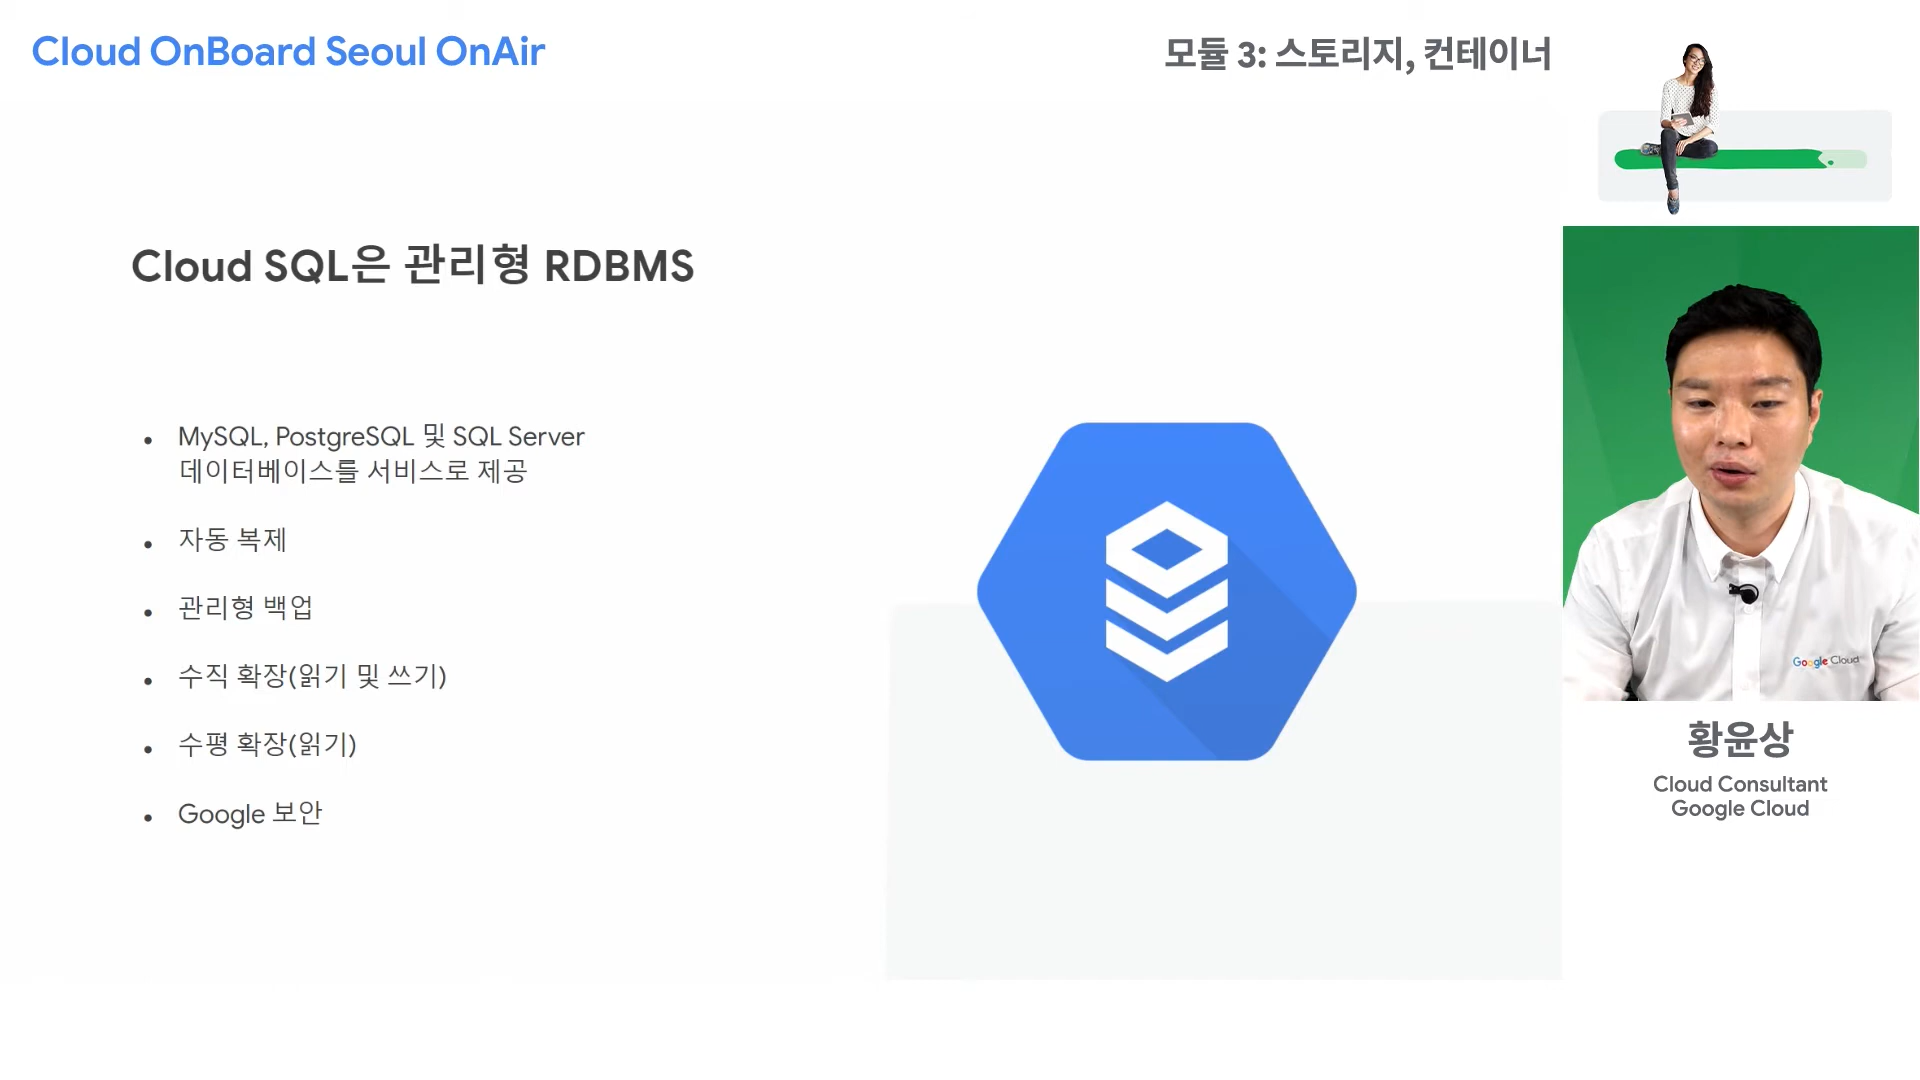 Cloud OnBoard Seoul OnAir
모듈 3: 스토리지, 컨테이너
Cloud SQL은 관리형 RDBMS
• MySQL, PostgreSQL 및 SQL Server
데이터베이스를 서비스로 제공
• 자동 복제
• 관리형 백업
• 수직 확장(읽기 및 쓰기)
• 수평 확장(읽기)
• Google 보안
Google Cloud
황윤상
Cloud Consultant
Google Cloud